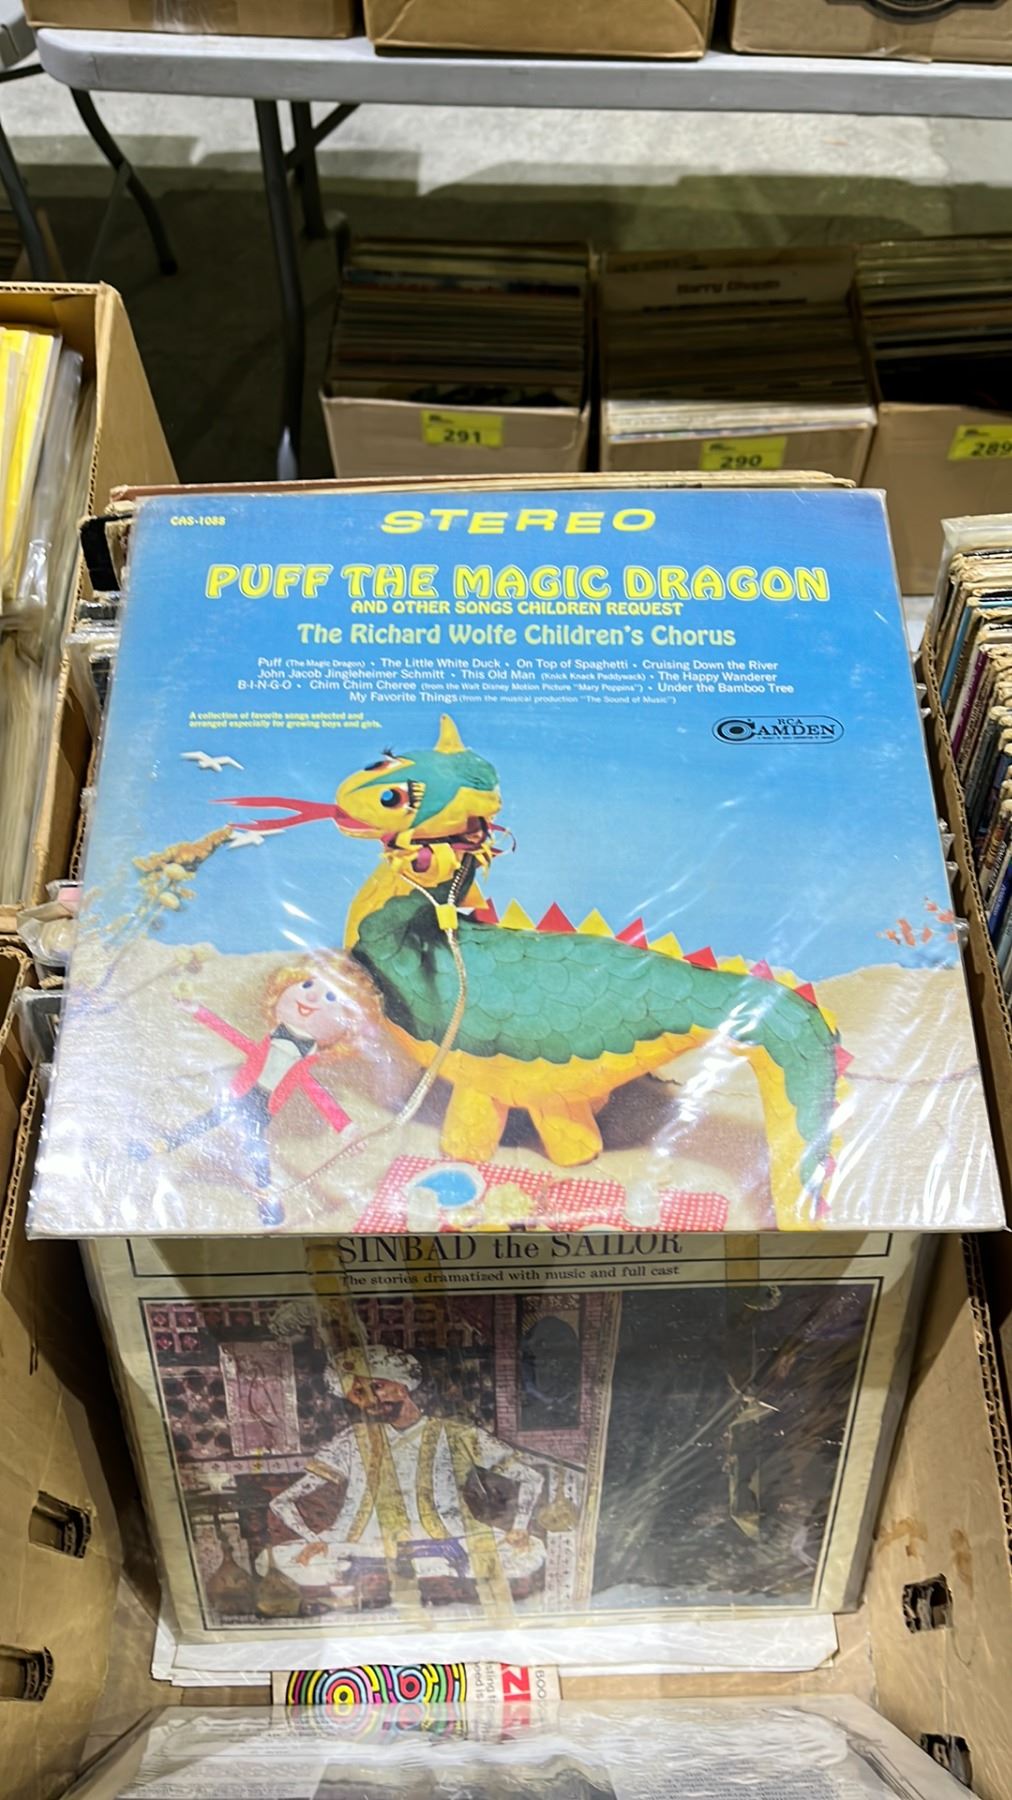 Harry Chapin
291
290
289
CAS-1088
STEREO
PUFF THE MAGIC DRAGON
AND OTHER SONGS CHILDREN REQUEST
The Richard Wolfe Children's Chorus
Puff (The Magic Dragon) • The Little White Duck • On Top of Spaghetti • Cruising Down the River
John Jacob Jingleheimer Schmitt • This Old Man (Knick Knack Paddywack) • The Happy Wanderer
B-I-N-G-O • Chim Chim Cheree (from the Walt Disney Motion Picture "Mary Poppins") • Under the Bamboo Tree
My Favorite Things (from the musical production "The Sound of Music")
A collection of favorite songs selected and
arranged especially for growing boys and girls.
RCA
CAMDEN
SINBAD the SAILOR
The stories dramatized with music and full cast